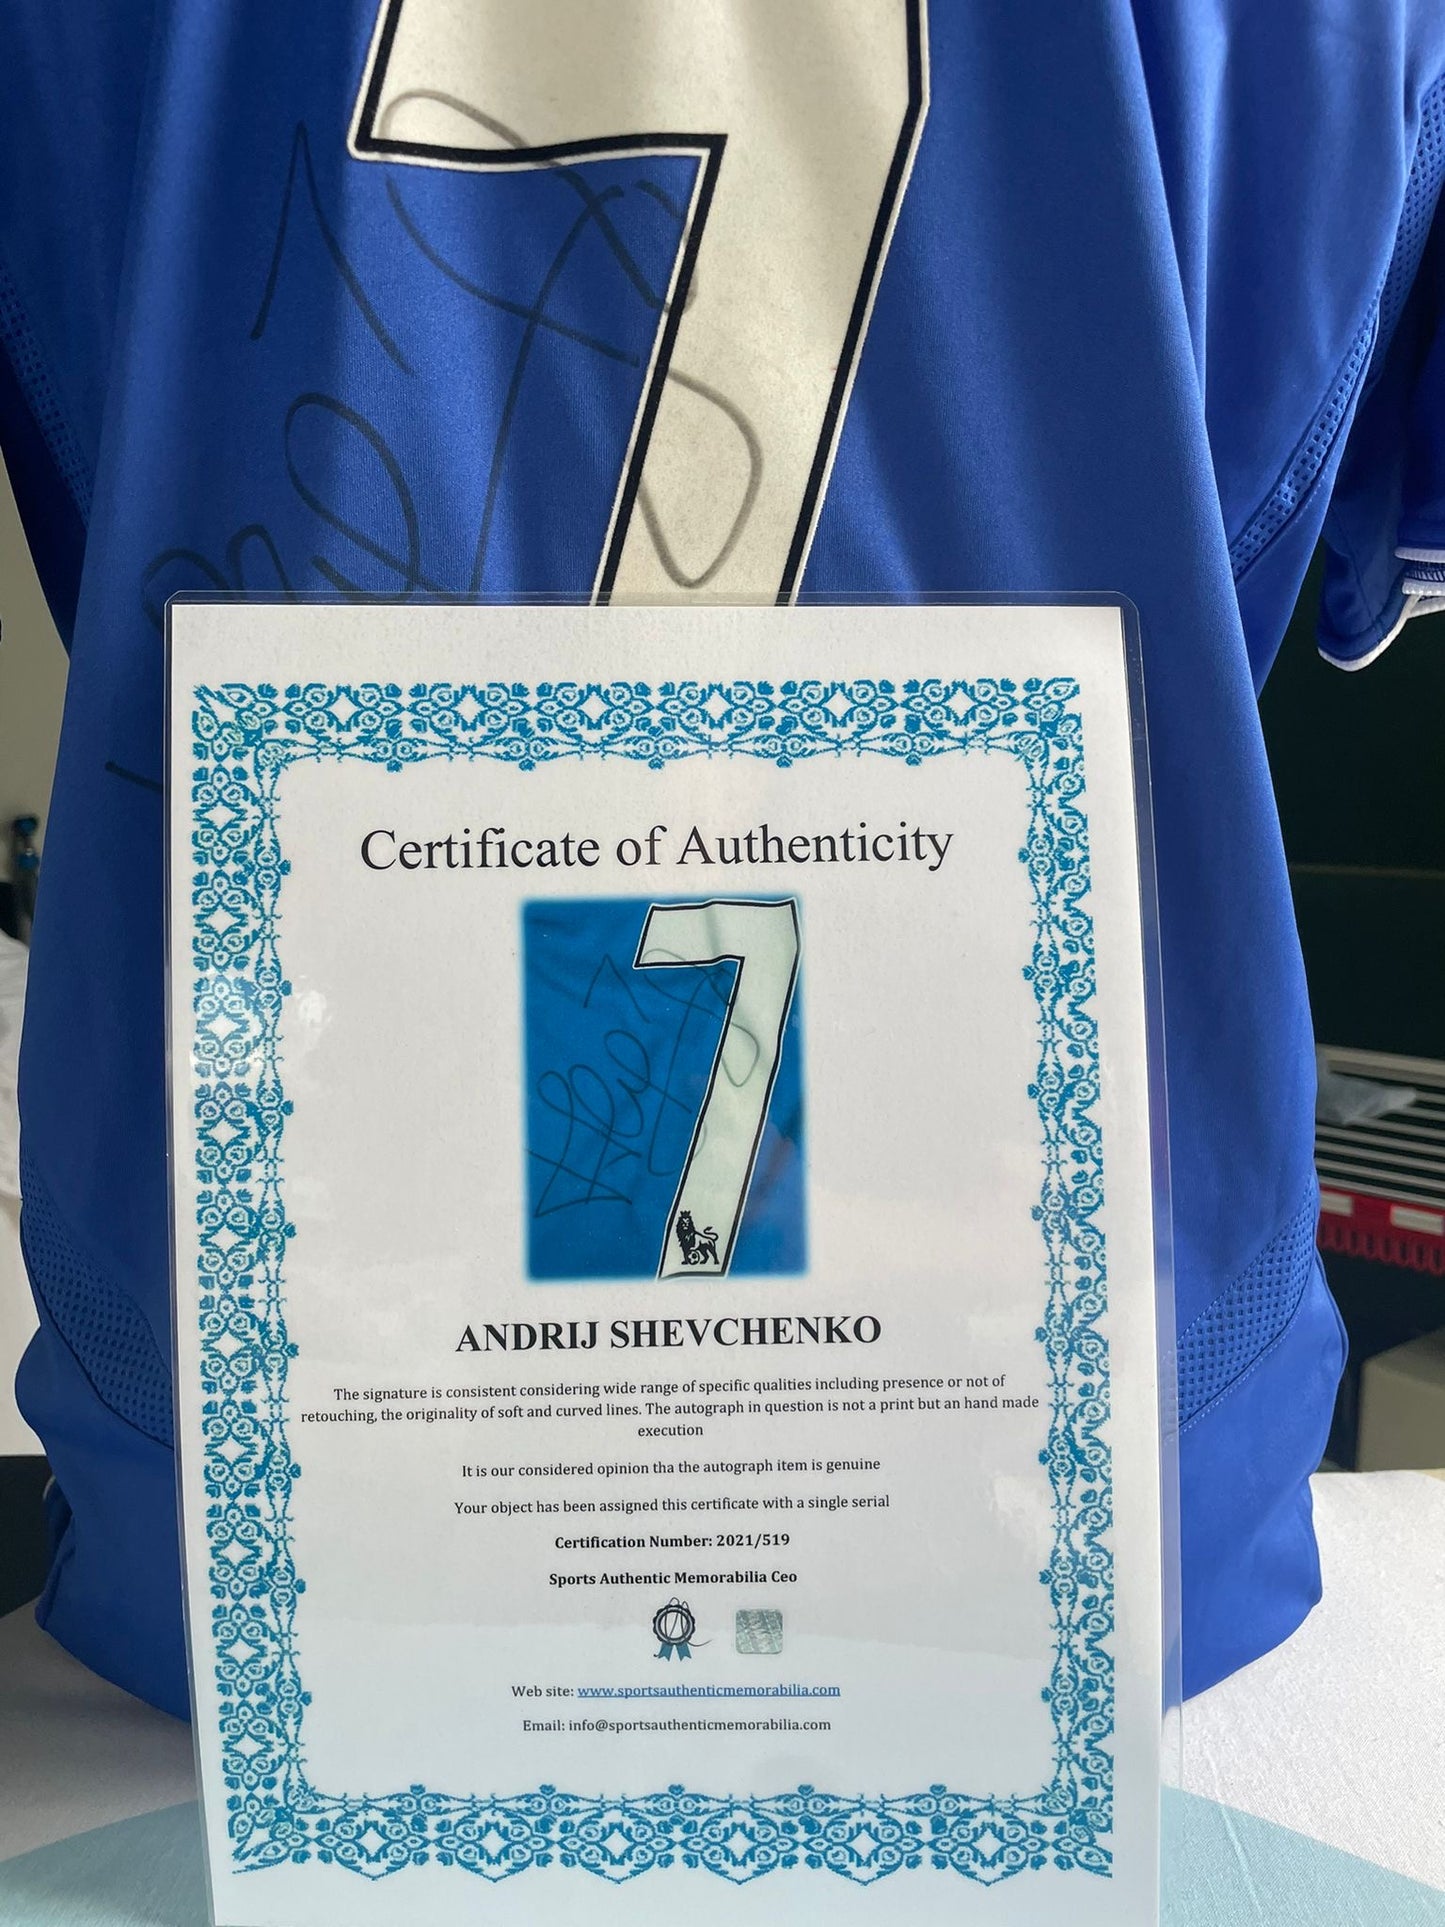 7
Certificate of Authenticity
7
ANDRIJ SHEVCHENKO
The signature is consistent considering wide range of specific qualities including presence or not of
retouching, the originality of soft and curved lines. The autograph in question is not a print but an hand made
execution
It is our considered opinion tha the autograph item is genuine
Your object has been assigned this certificate with a single serial
Certification Number: 2021/519
Sports Authentic Memorabilia Ceo
Web site: www.sportsauthenticmemorabilia.com
Email: info@sportsauthenticmemorabilia.com